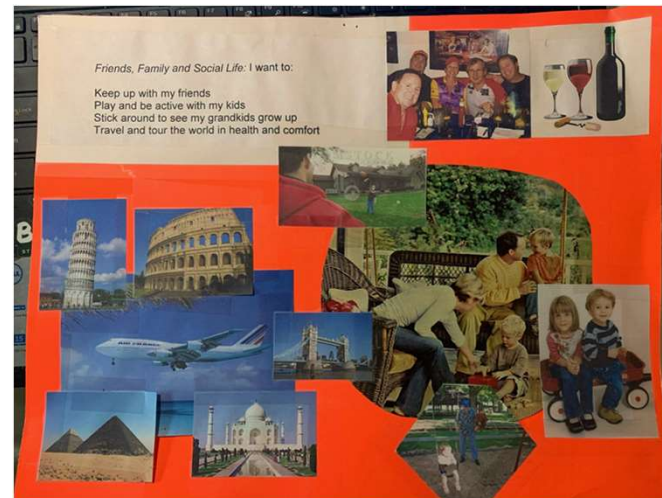 Friends, Family and Social Life: I want to:
Keep up with my friends
Play and be active with my kids
Stick around to see my grandkids grow up
Travel and tour the world in health and comfort
B